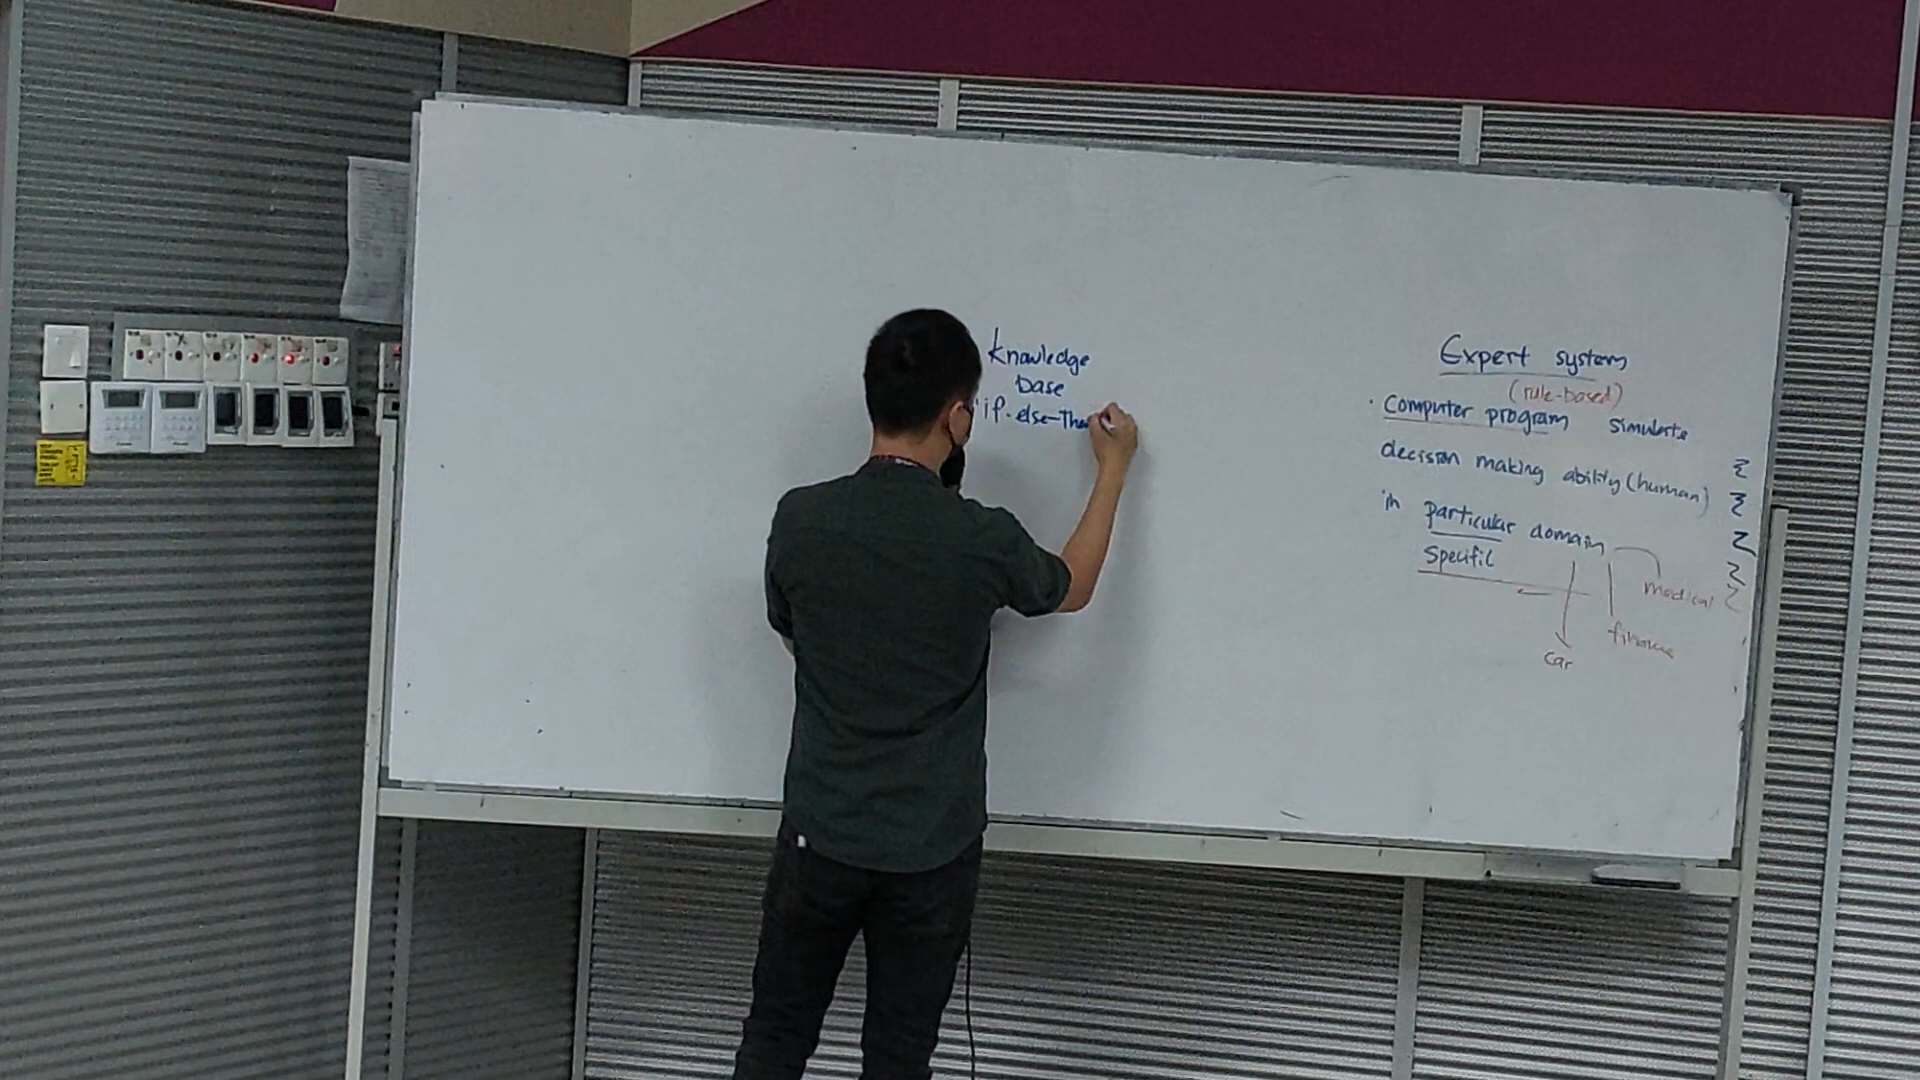 knowledge
base
if-else-The
Expert system
(rule-based)
Computer program simulate
decision making ability (human)
in particular domain
Specific
medical
finance
car